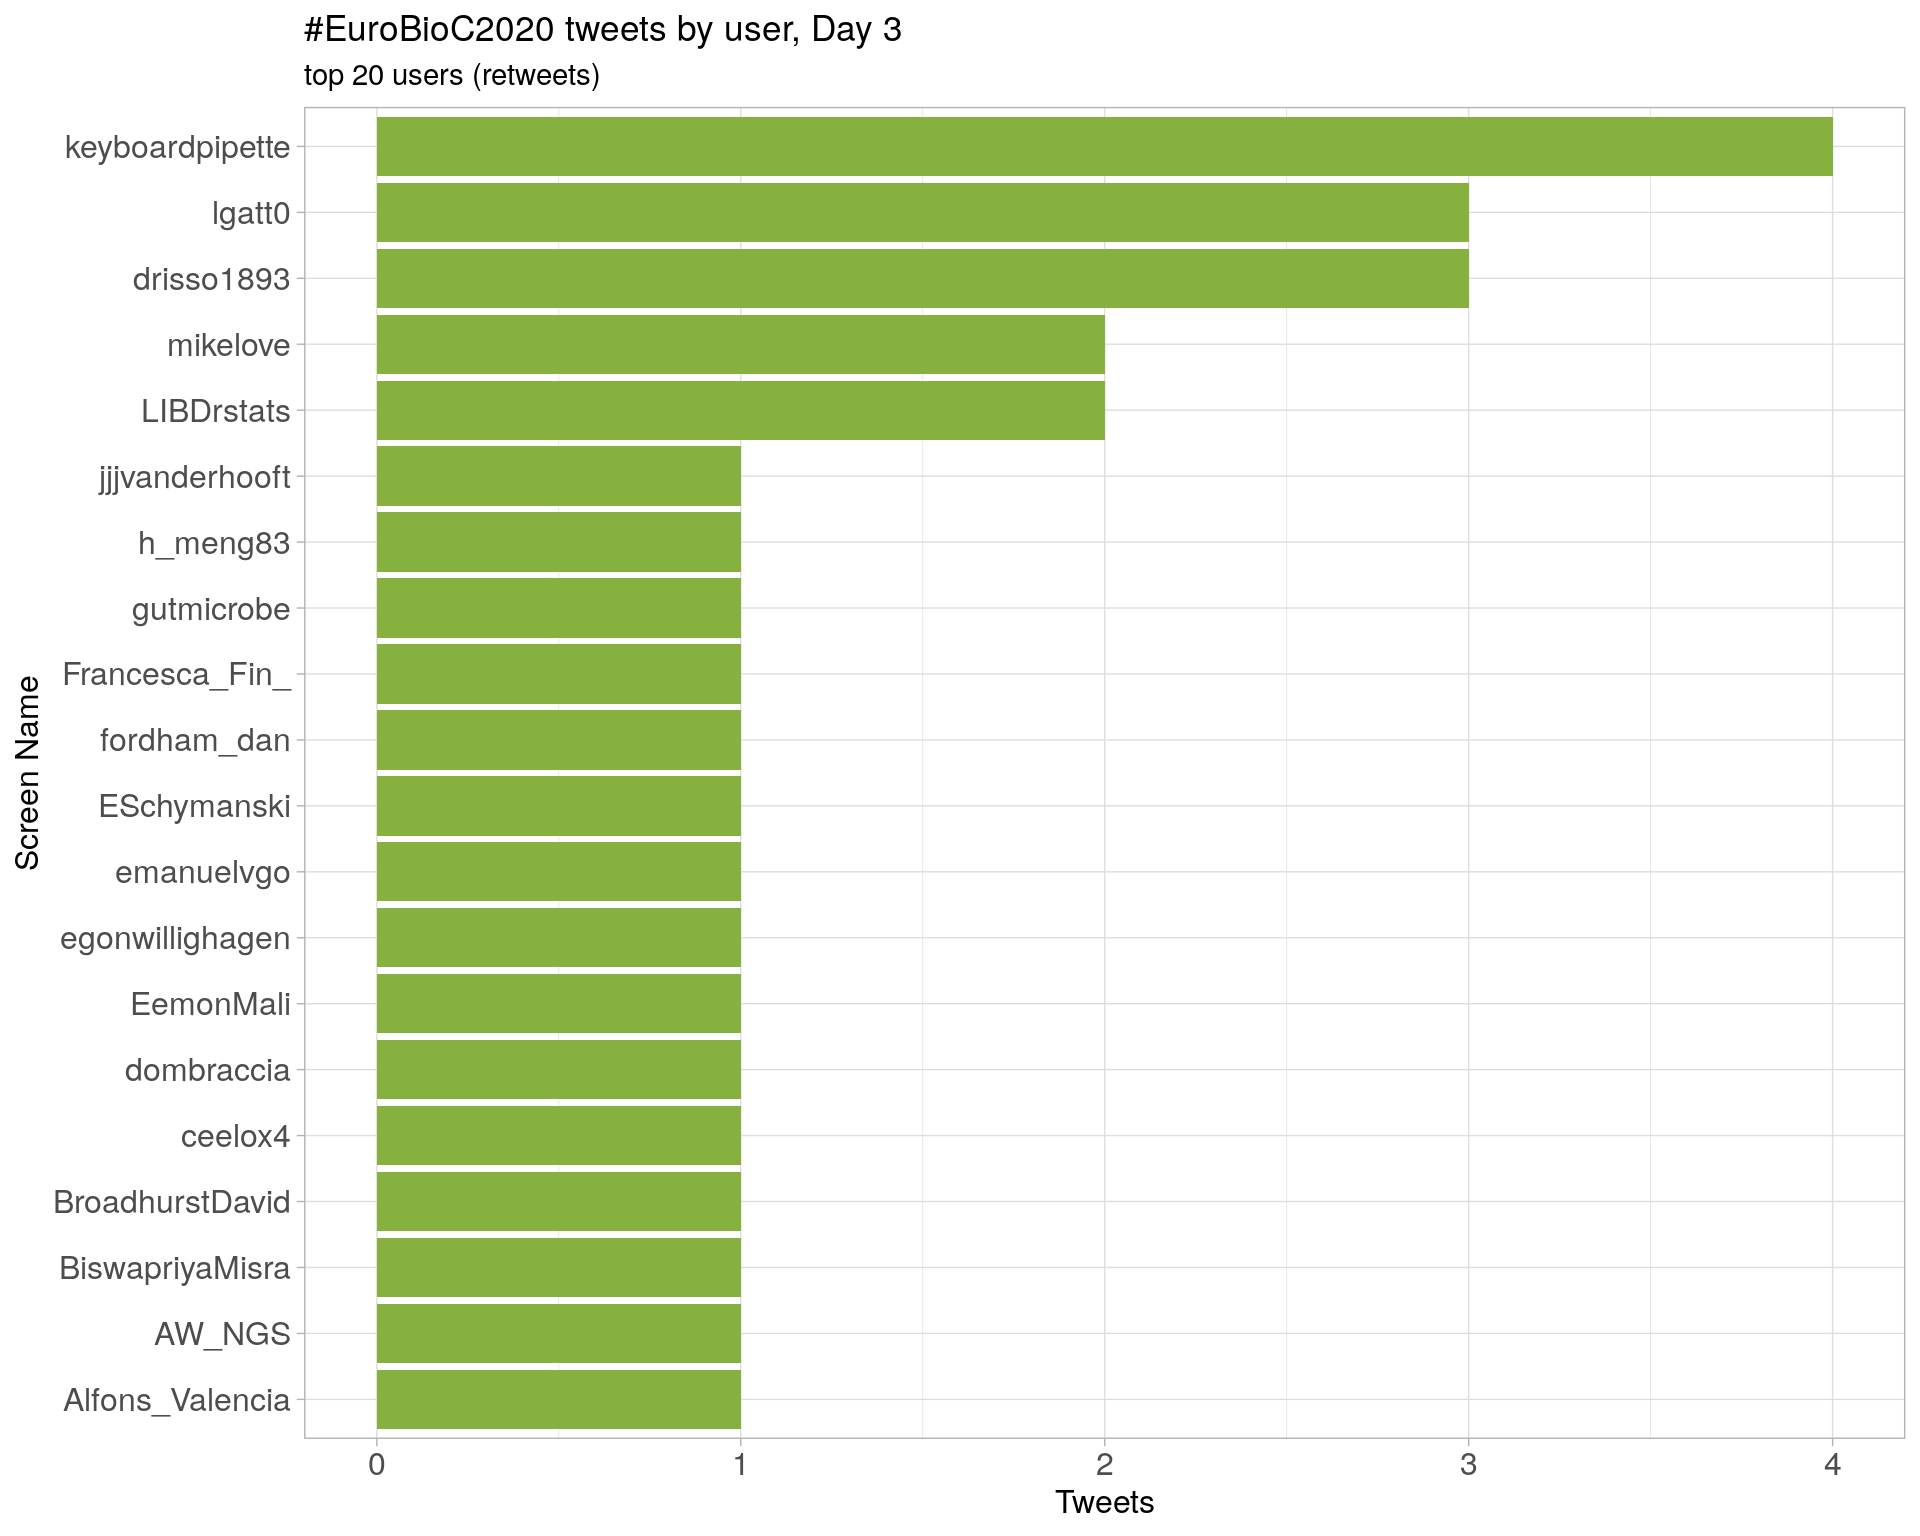 #EuroBioC2020 tweets by user, Day 3
top 20 users (retweets)
keyboardpipette
lgatt0
drisso1893
mikelove
LIBDrstats
jjjvanderhooft
h_meng83
gutmicrobe
Francesca_Fin_
fordham_dan
ESchymanski
emanuelvgo
egonwillighagen
EemonMali
dombraccia
ceelox4
BroadhurstDavid
BiswapriyaMisra
AW_NGS
Alfons_Valencia
Screen Name
0 1 2 3 4
Tweets